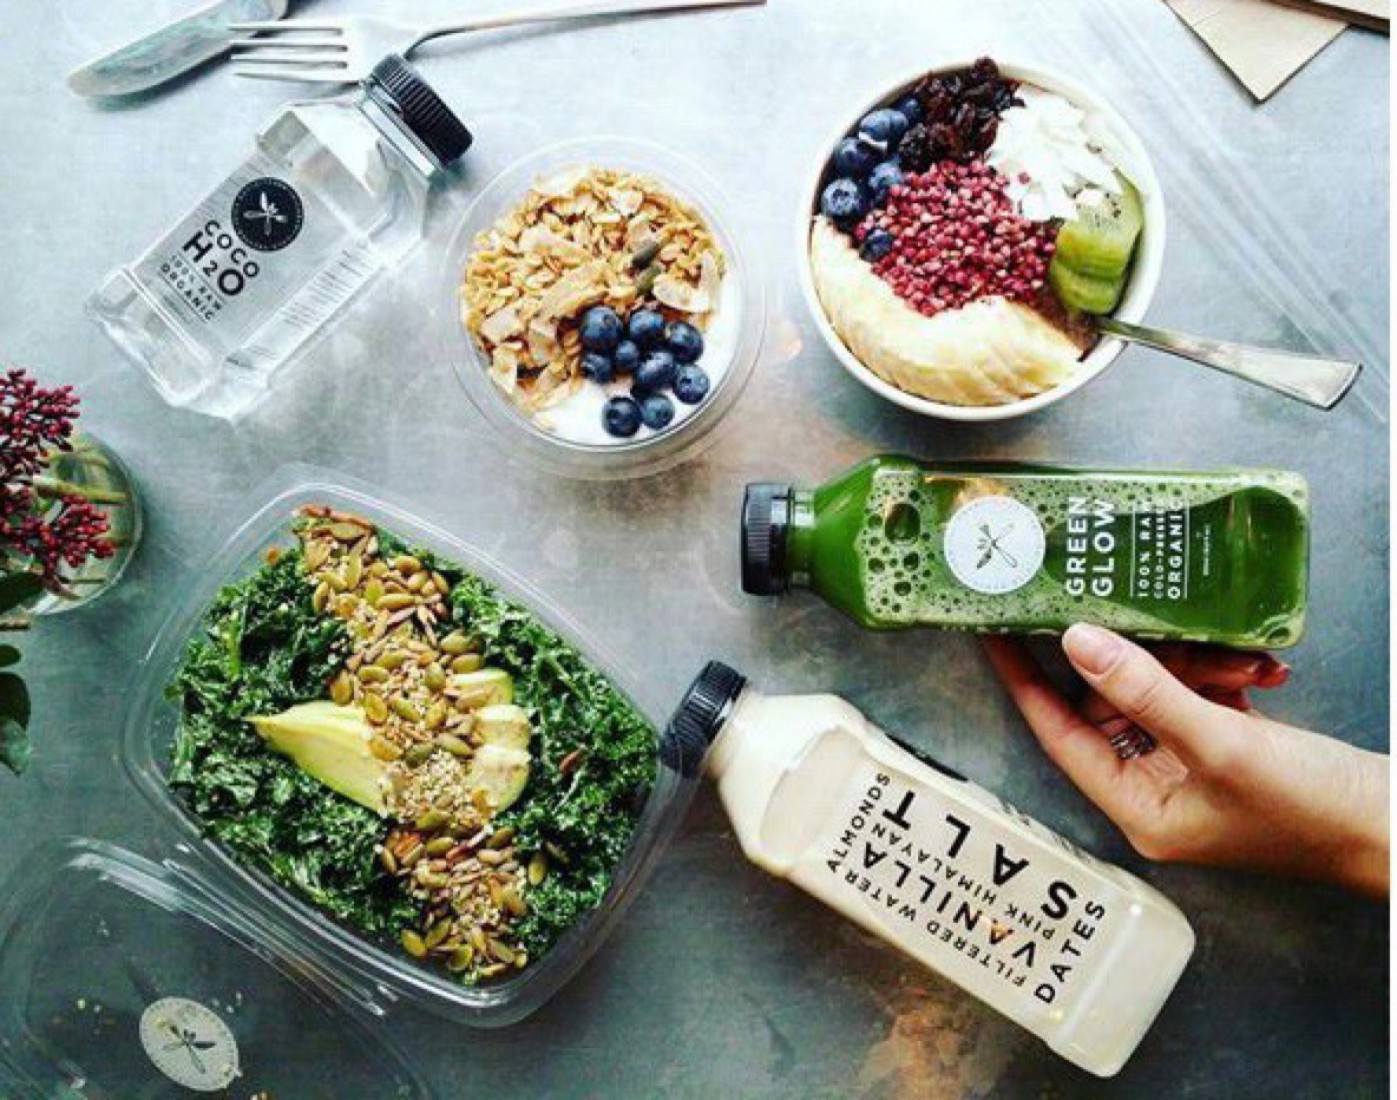 COCO
H2O
100% RAW
ORGANIC
GREEN
GLOW
100% RAW
COLD-PRESSED
ORGANIC
ALMONDS
FILTERED WATER
VANILLA
PINK HIMALAYAN
SALT
DATES